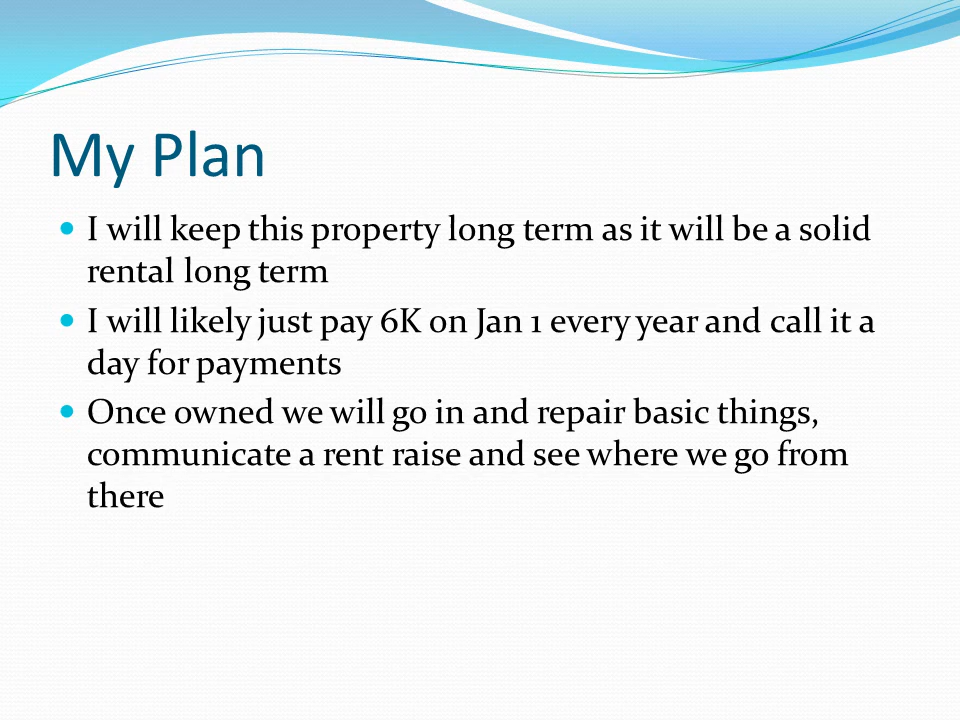 My Plan
I will keep this property long term as it will be a solid
rental long term
I will likely just pay 6K on Jan 1 every year and call it a
day for payments
Once owned we will go in and repair basic things,
communicate a rent raise and see where we go from
there